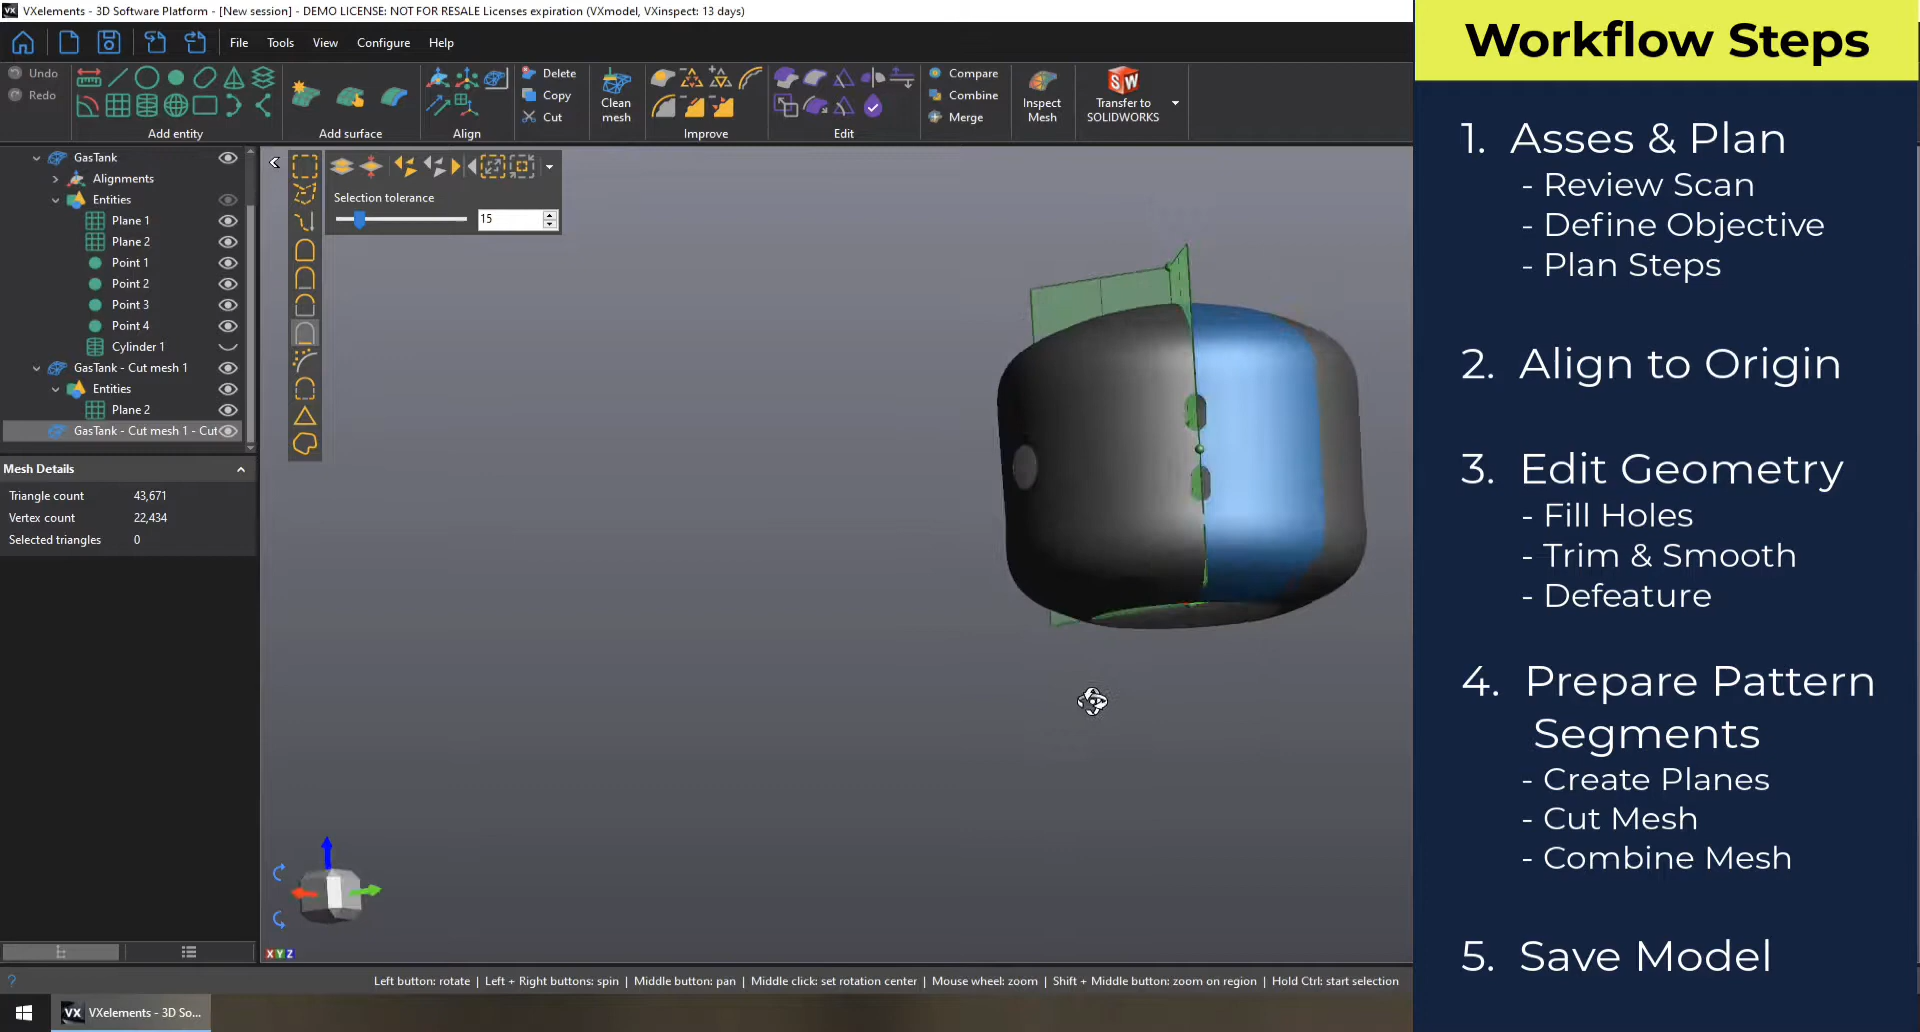 VXelements - 3D Software Platform - [New session] - DEMO LICENSE: NOT FOR RESALE Licenses expiration (VXmodel, VXinspect: 13 days)
File Tools View Configure Help
Undo
Redo
Add entity
Add surface
Align
Delete
Copy
Cut
Clean
mesh
Improve
Edit
Compare
Combine
Merge
Inspect
Mesh
SW
Transfer to
SOLIDWORKS
GasTank
Alignments
Entities
Plane 1
Plane 2
Point 1
Point 2
Point 3
Point 4
Cylinder 1
GasTank - Cut mesh 1
Entities
Plane 2
GasTank - Cut mesh 1 - Cut
Mesh Details
Triangle count 43,671
Vertex count 22,434
Selected triangles 0
Selection tolerance
15
X Y Z
Left button: rotate | Left + Right buttons: spin | Middle button: pan | Middle click: set rotation center | Mouse wheel: zoom | Shift + Middle button: zoom on region | Hold Ctrl: start selection
VX VXelements - 3D So...
Workflow Steps
1. Asses & Plan
- Review Scan
- Define Objective
- Plan Steps
2. Align to Origin
3. Edit Geometry
- Fill Holes
- Trim & Smooth
- Defeature
4. Prepare Pattern
Segments
- Create Planes
- Cut Mesh
- Combine Mesh
5. Save Model